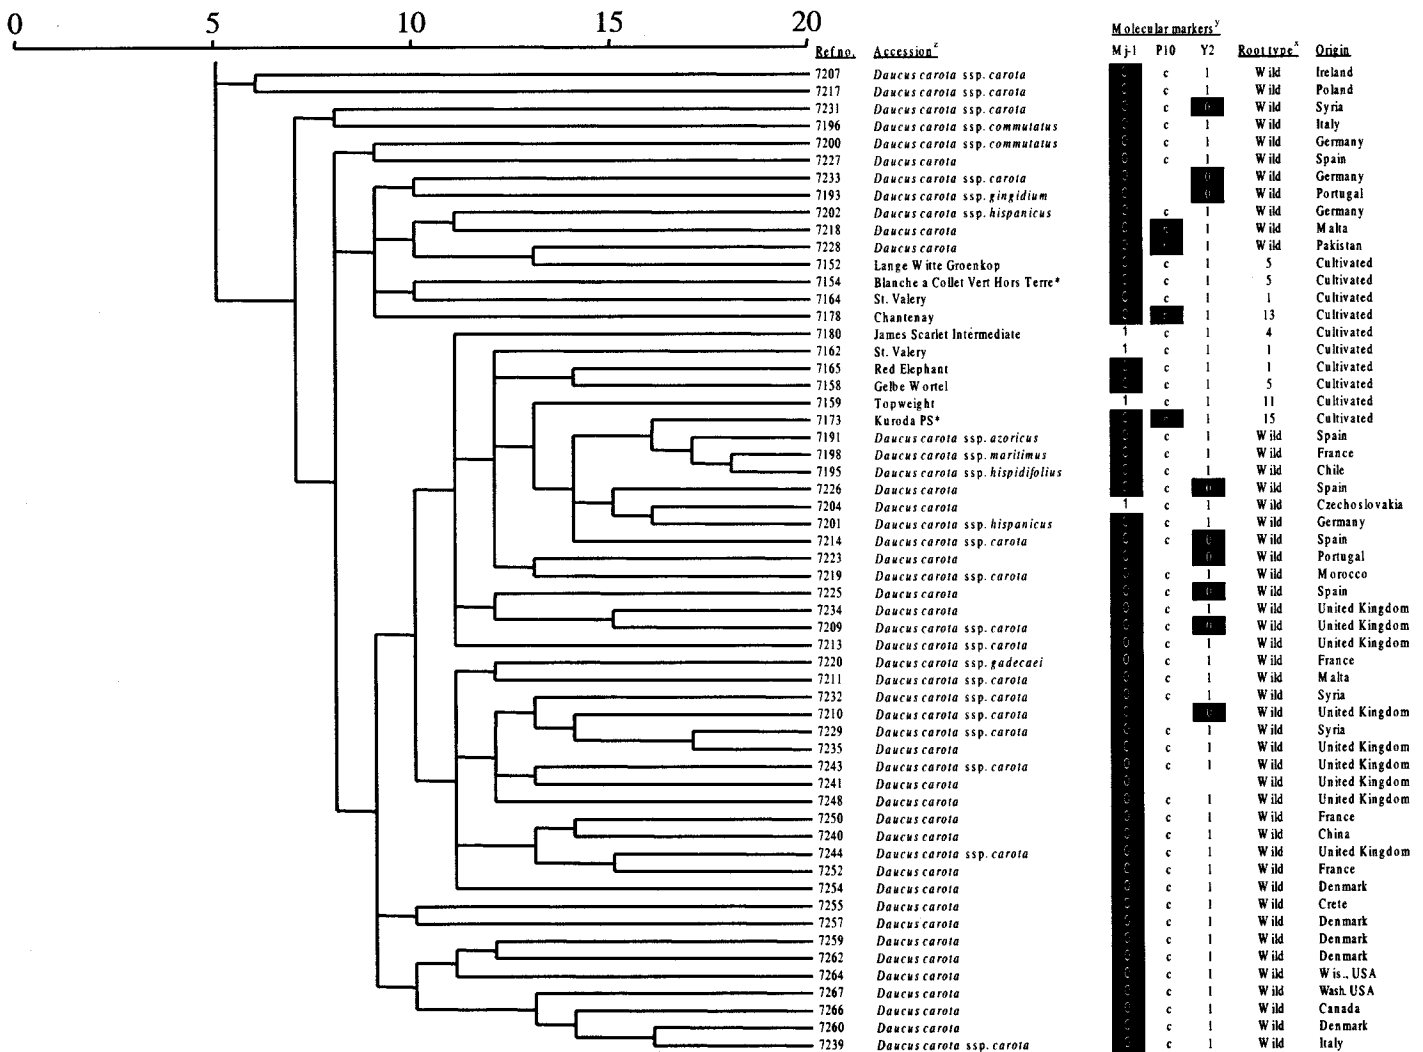 0 5 10 15 20
Molecular markersʸ
Ref no. Accessionᶻ Mj-1 P10 Y2 Root typeˣ Origin
7207 Daucus carota ssp. carota c 1 Wild Ireland
7217 Daucus carota ssp. carota c 1 Wild Poland
7231 Daucus carota ssp. carota c 0 Wild Syria
7196 Daucus carota ssp. commutatus c 1 Wild Italy
7200 Daucus carota ssp. commutatus c 1 Wild Germany
7227 Daucus carota c 1 Wild Spain
7233 Daucus carota ssp. carota 0 Wild Germany
7193 Daucus carota ssp. gingidium 0 Wild Portugal
7202 Daucus carota ssp. hispanicus c 1 Wild Germany
7218 Daucus carota 1 Wild Malta
7228 Daucus carota 1 Wild Pakistan
7152 Lange Witte Groenkop c 1 5 Cultivated
7154 Blanche a Collet Vert Hors Terre* c 1 5 Cultivated
7164 St. Valery c 1 1 Cultivated
7178 Chantenay 1 13 Cultivated
7180 James Scarlet Intermediate 1 c 1 4 Cultivated
7162 St. Valery 1 c 1 1 Cultivated
7165 Red Elephant c 1 1 Cultivated
7158 Gelbe Wortel c 1 5 Cultivated
7159 Topweight 1 c 1 11 Cultivated
7173 Kuroda PS* 1 15 Cultivated
7191 Daucus carota ssp. azoricus c 1 Wild Spain
7198 Daucus carota ssp. maritimus c 1 Wild France
7195 Daucus carota ssp. hispidifolius c 1 Wild Chile
7226 Daucus carota c 0 Wild Spain
7204 Daucus carota 1 c 1 Wild Czechoslovakia
7201 Daucus carota ssp. hispanicus c 1 Wild Germany
7214 Daucus carota ssp. carota c 0 Wild Spain
7223 Daucus carota 0 Wild Portugal
7219 Daucus carota ssp. carota c 1 Wild Morocco
7225 Daucus carota c 0 Wild Spain
7234 Daucus carota c 1 Wild United Kingdom
7209 Daucus carota ssp. carota c 0 Wild United Kingdom
7213 Daucus carota ssp. carota c 1 Wild United Kingdom
7220 Daucus carota ssp. gadecaei c 1 Wild France
7211 Daucus carota ssp. carota c 1 Wild Malta
7232 Daucus carota ssp. carota c 1 Wild Syria
7210 Daucus carota ssp. carota 0 Wild United Kingdom
7229 Daucus carota ssp. carota c 1 Wild Syria
7235 Daucus carota c 1 Wild United Kingdom
7243 Daucus carota ssp. carota c 1 Wild United Kingdom
7241 Daucus carota Wild United Kingdom
7248 Daucus carota c 1 Wild United Kingdom
7250 Daucus carota c 1 Wild France
7240 Daucus carota c 1 Wild China
7244 Daucus carota ssp. carota c 1 Wild United Kingdom
7252 Daucus carota c 1 Wild France
7254 Daucus carota c 1 Wild Denmark
7255 Daucus carota c 1 Wild Crete
7257 Daucus carota c 1 Wild Denmark
7259 Daucus carota c 1 Wild Denmark
7262 Daucus carota c 1 Wild Denmark
7264 Daucus carota c 1 Wild Wis., USA
7267 Daucus carota c 1 Wild Wash. USA
7266 Daucus carota c 1 Wild Canada
7260 Daucus carota c 1 Wild Denmark
7239 Daucus carota ssp. carota c 1 Wild Italy